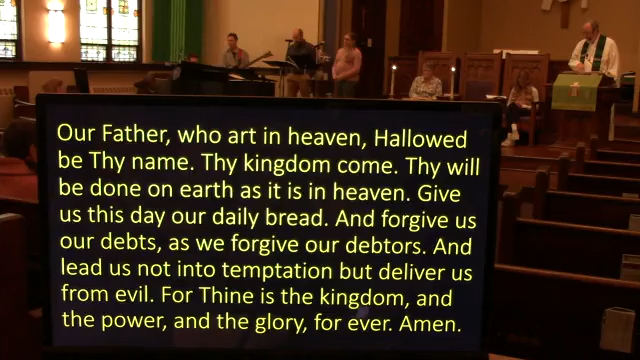 Our Father, who art in heaven, Hallowed
be Thy name. Thy kingdom come. Thy will
be done on earth as it is in heaven. Give
us this day our daily bread. And forgive us
our debts, as we forgive our debtors. And
lead us not into temptation but deliver us
from evil. For Thine is the kingdom, and
the power, and the glory, for ever. Amen.